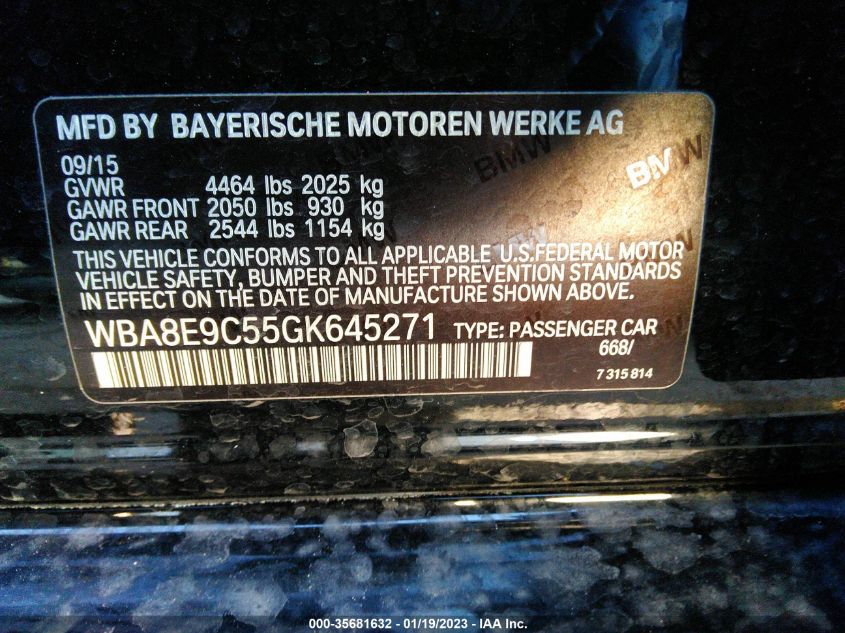 MFD BY BAYERISCHE MOTOREN WERKE AG
09/15
GVWR 4464 lbs 2025 kg
GAWR FRONT 2050 lbs 930 kg
GAWR REAR 2544 lbs 1154 kg
THIS VEHICLE CONFORMS TO ALL APPLICABLE U.S.FEDERAL MOTOR
VEHICLE SAFETY, BUMPER AND THEFT PREVENTION STANDARDS
IN EFFECT ON THE DATE OF MANUFACTURE SHOWN ABOVE.
WBA8E9C55GK645271 TYPE: PASSENGER CAR
668/
7 315 814
BMW
BMW
000-35681632 - 01/19/2023 - IAA Inc.